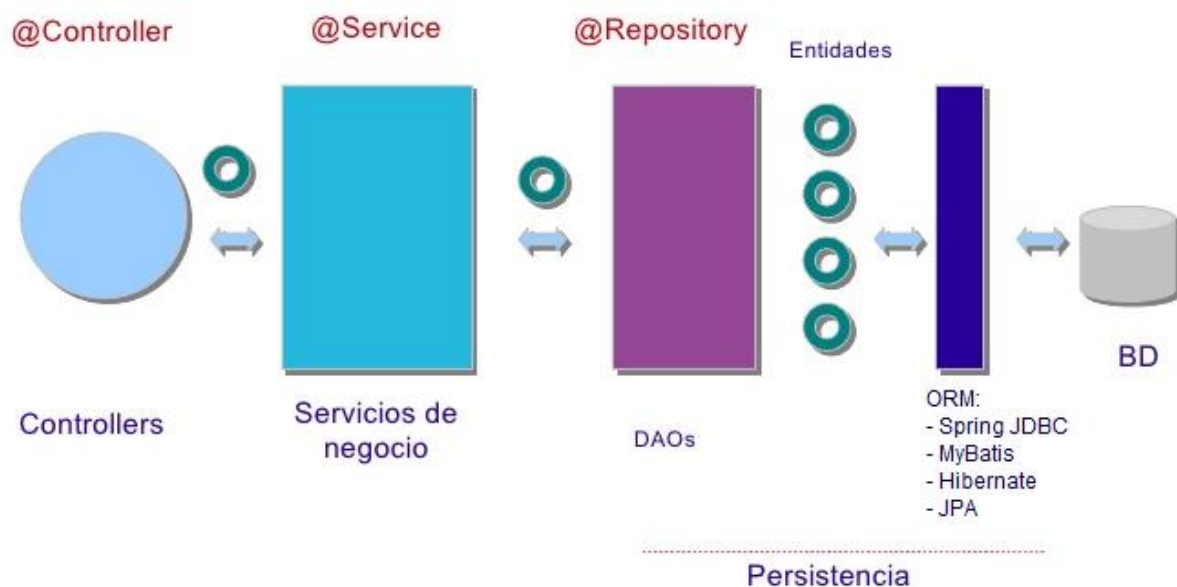 @Controller
@Service
@Repository
Entidades
Controllers
Servicios de
negocio
DAOs
BD
ORM:
- Spring JDBC
- MyBatis
- Hibernate
- JPA
Persistencia